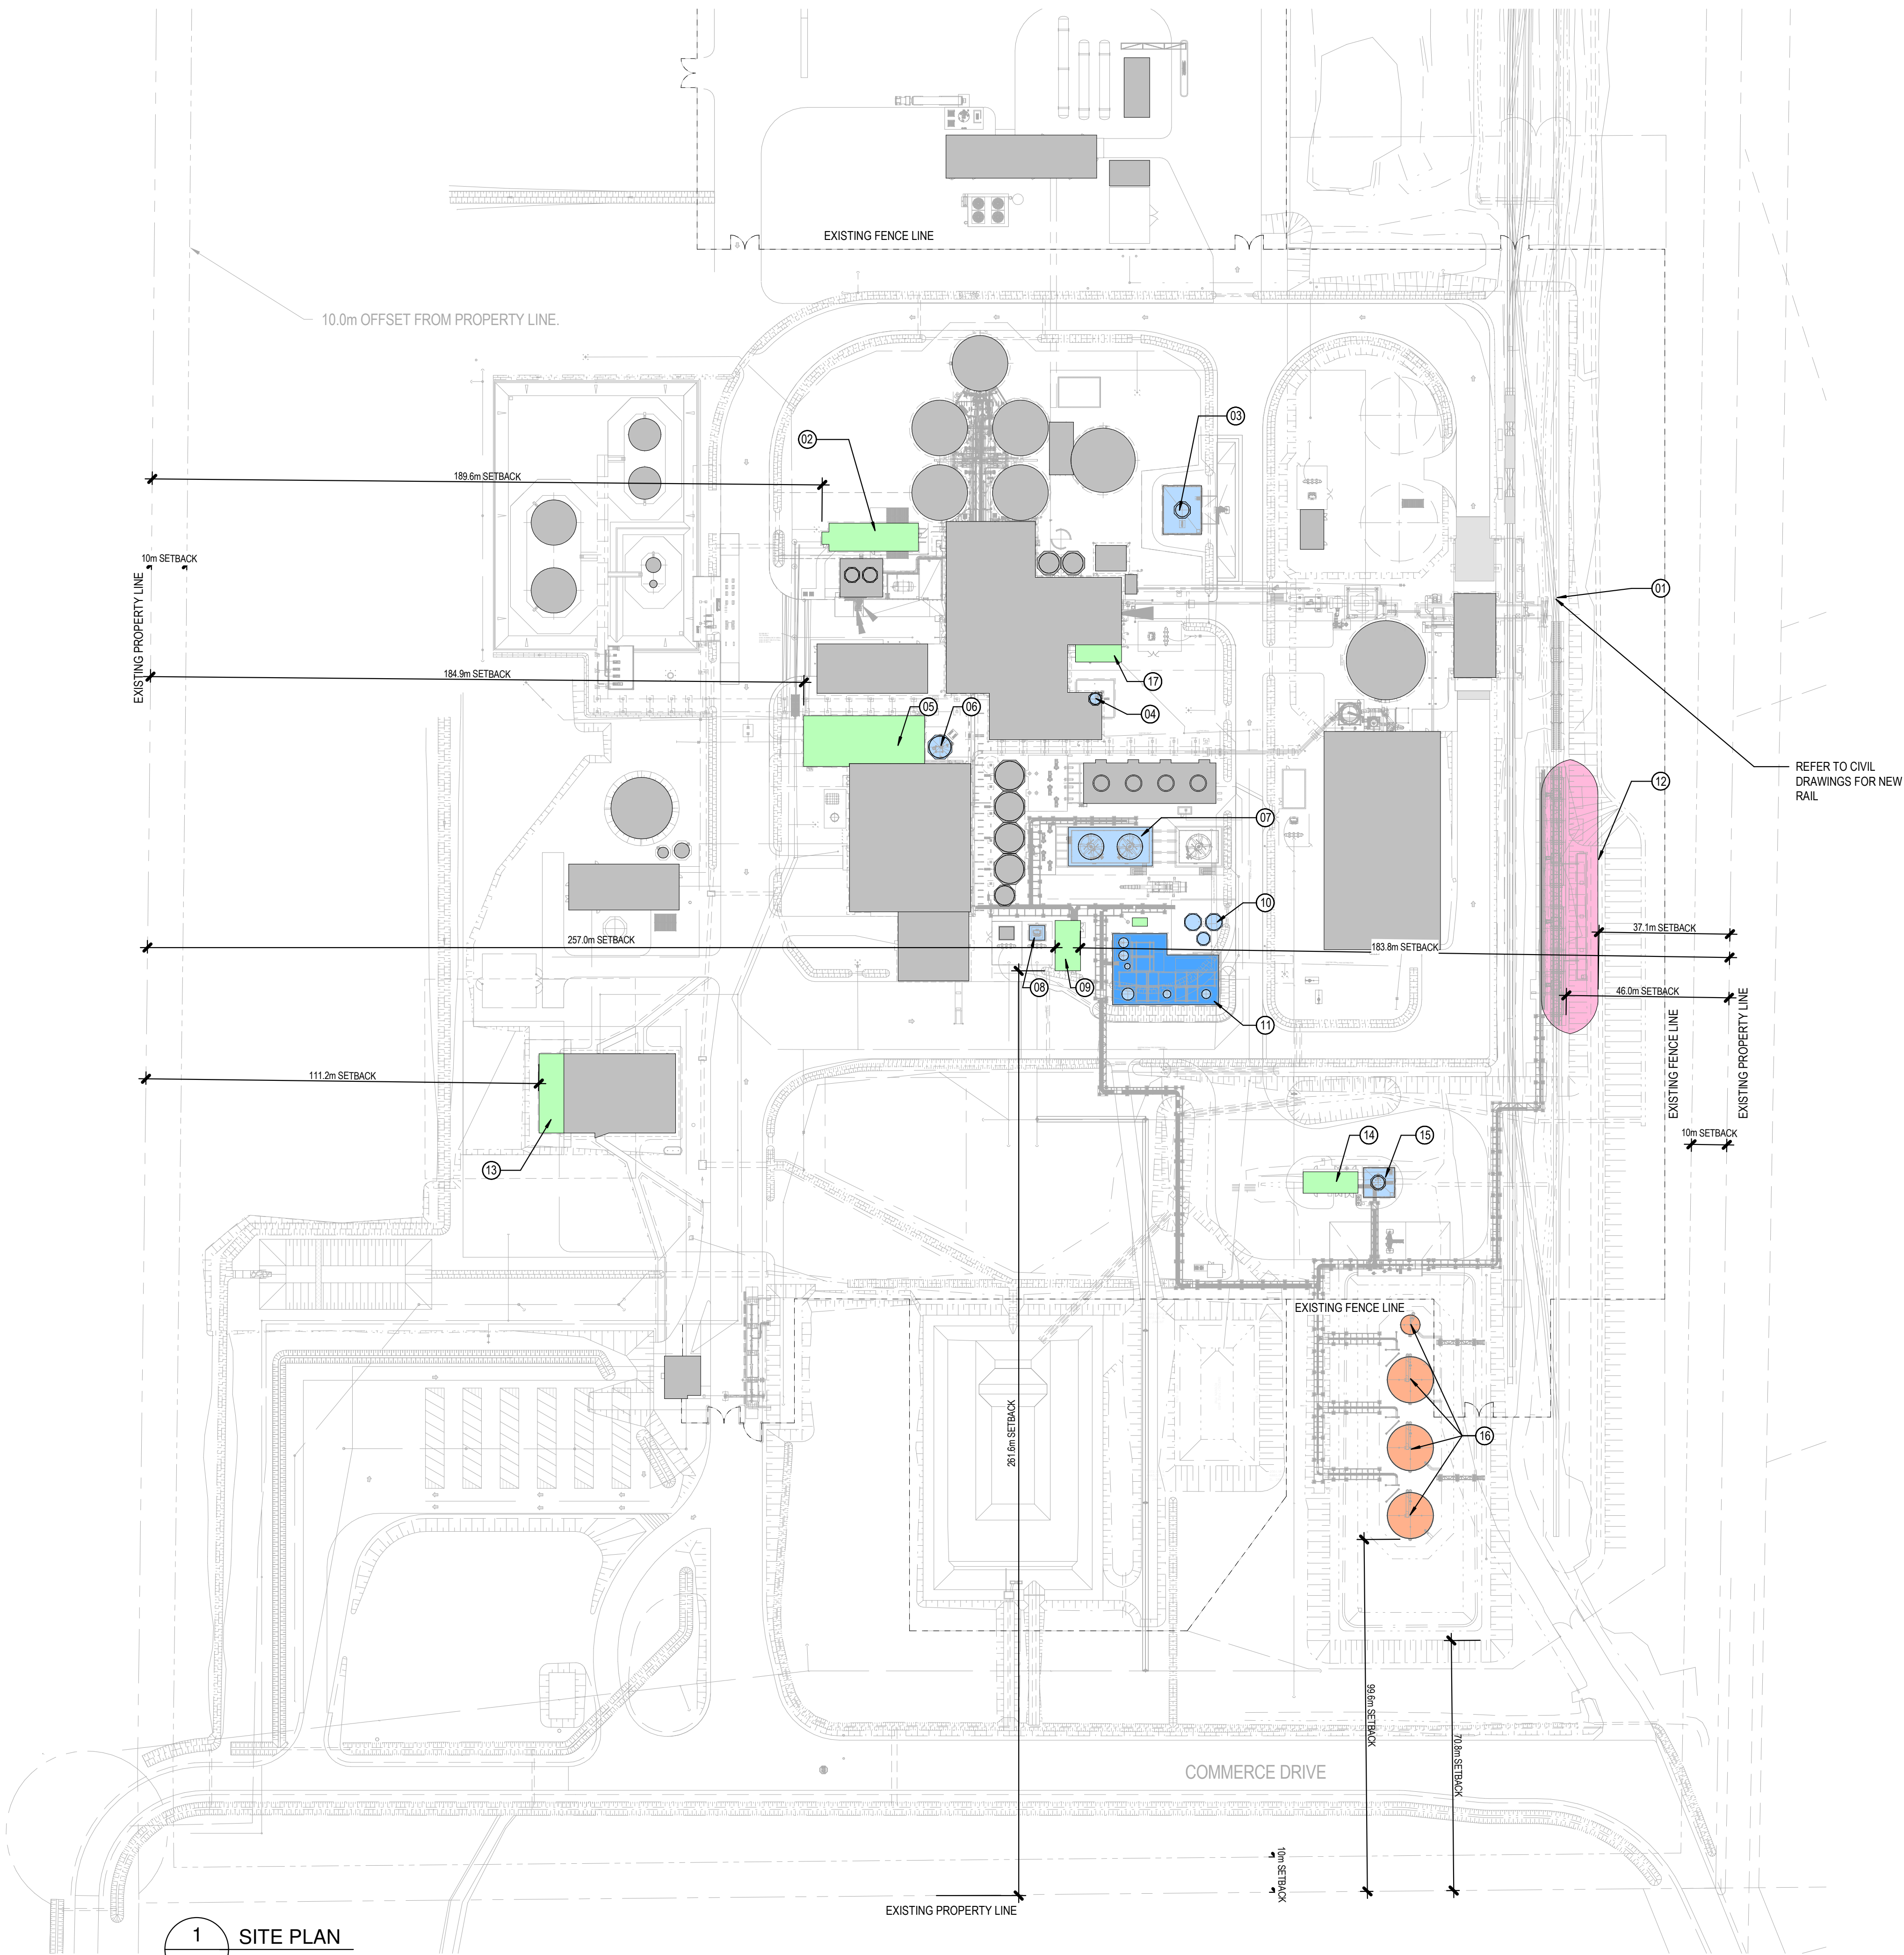 EXISTING FENCE LINE
10.0m OFFSET FROM PROPERTY LINE.
03
02
189.6m SETBACK
10m SETBACK
EXISTING PROPERTY LINE
01
184.9m SETBACK
17
05
06
04
REFER TO CIVIL
DRAWINGS FOR NEW
RAIL
12
07
10
257.0m SETBACK
183.8m SETBACK
37.1m SETBACK
08
09
46.0m SETBACK
11
EXISTING FENCE LINE
EXISTING PROPERTY LINE
111.2m SETBACK
10m SETBACK
14
15
13
EXISTING FENCE LINE
261.6m SETBACK
16
99.6m SETBACK
70.8m SETBACK
COMMERCE DRIVE
10m SETBACK
EXISTING PROPERTY LINE
1
SITE PLAN